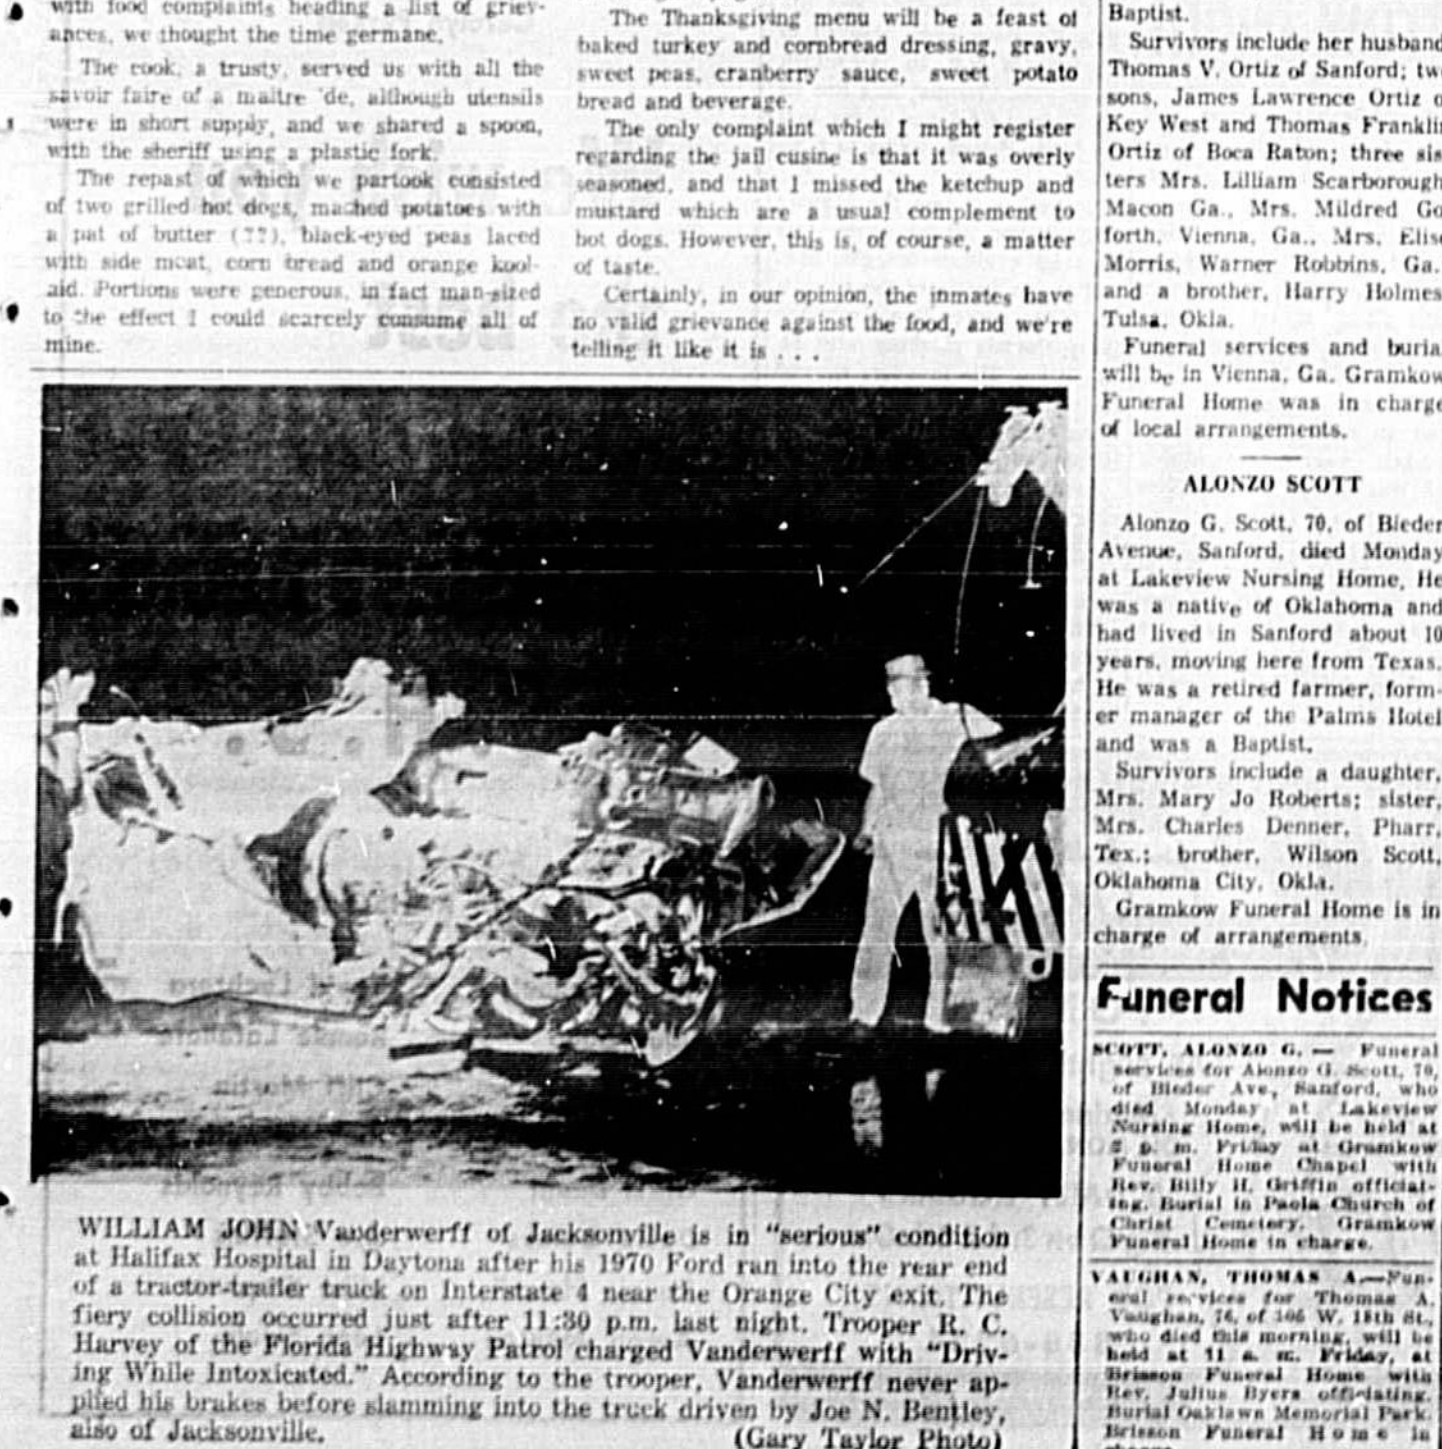 with food complaints heading a list of griev-
ances, we thought the time germane.
The cook, a trusty, served us with all the
savoir faire of a maitre 'de, although utensils
were in short supply, and we shared a spoon,
with the sheriff using a plastic fork.
The repast of which we partook consisted
of two grilled hot dogs, mached potatoes with
a pat of butter (??), black-eyed peas laced
with side meat, corn bread and orange kool-
aid. Portions were generous, in fact man-sized
to the effect I could scarcely consume all of
mine.
The Thanksgiving menu will be a feast of
baked turkey and cornbread dressing, gravy,
sweet peas, cranberry sauce, sweet potato
bread and beverage.
The only complaint which I might register
regarding the jail cusine is that it was overly
seasoned, and that I missed the ketchup and
mustard which are a usual complement to
hot dogs. However, this is, of course, a matter
of taste.
Certainly, in our opinion, the inmates have
no valid grievance against the food, and we're
telling it like it is . . .
WILLIAM JOHN Vanderwerff of Jacksonville is in "serious" condition
at Halifax Hospital in Daytona after his 1970 Ford ran into the rear end
of a tractor-trailer truck on Interstate 4 near the Orange City exit. The
fiery collision occurred just after 11:30 p.m. last night. Trooper R. C.
Harvey of the Florida Highway Patrol charged Vanderwerff with "Driv-
ing While Intoxicated." According to the trooper, Vanderwerff never ap-
plied his brakes before slamming into the truck driven by Joe N. Bentley,
also of Jacksonville.
(Gary Taylor Photo)
Baptist.
Survivors include her husband
Thomas V. Ortiz of Sanford; tw
sons, James Lawrence Ortiz o
Key West and Thomas Franklin
Ortiz of Boca Raton; three sis
ters Mrs. Lilliam Scarborough
Macon Ga., Mrs. Mildred Go
forth, Vienna, Ga., Mrs. Elise
Morris, Warner Robbins, Ga.
and a brother, Harry Holmes
Tulsa, Okla.
Funeral services and buria
will be in Vienna, Ga. Gramkow
Funeral Home was in charge
of local arrangements.
ALONZO SCOTT
Alonzo G. Scott, 70, of Bieder
Avenue, Sanford, died Monday
at Lakeview Nursing Home. He
was a native of Oklahoma and
had lived in Sanford about 10
years, moving here from Texas.
He was a retired farmer, form-
er manager of the Palms Hotel
and was a Baptist.
Survivors include a daughter,
Mrs. Mary Jo Roberts; sister,
Mrs. Charles Denner, Pharr,
Tex.; brother, Wilson Scott,
Oklahoma City, Okla.
Gramkow Funeral Home is in
charge of arrangements.
Funeral Notices
SCOTT, ALONZO G. — Funeral
services for Alonzo G. Scott, 70,
of Bieder Ave, Sanford, who
died Monday at Lakeview
Nursing Home, will be held at
2 p. m. Friday at Gramkow
Funeral Home Chapel with
Rev. Billy H. Griffin officiat-
ing. Burial in Paola Church of
Christ Cemetery. Gramkow
Funeral Home in charge.
VAUGHAN, THOMAS A.—Fun-
eral services for Thomas A.
Vaughan, 76, of 106 W. 18th St.,
who died this morning, will be
held at 11 a. m. Friday, at
Brisson Funeral Home with
Rev. Julius Byers officiating.
Burial Oaklawn Memorial Park.
Brisson Funeral Home in